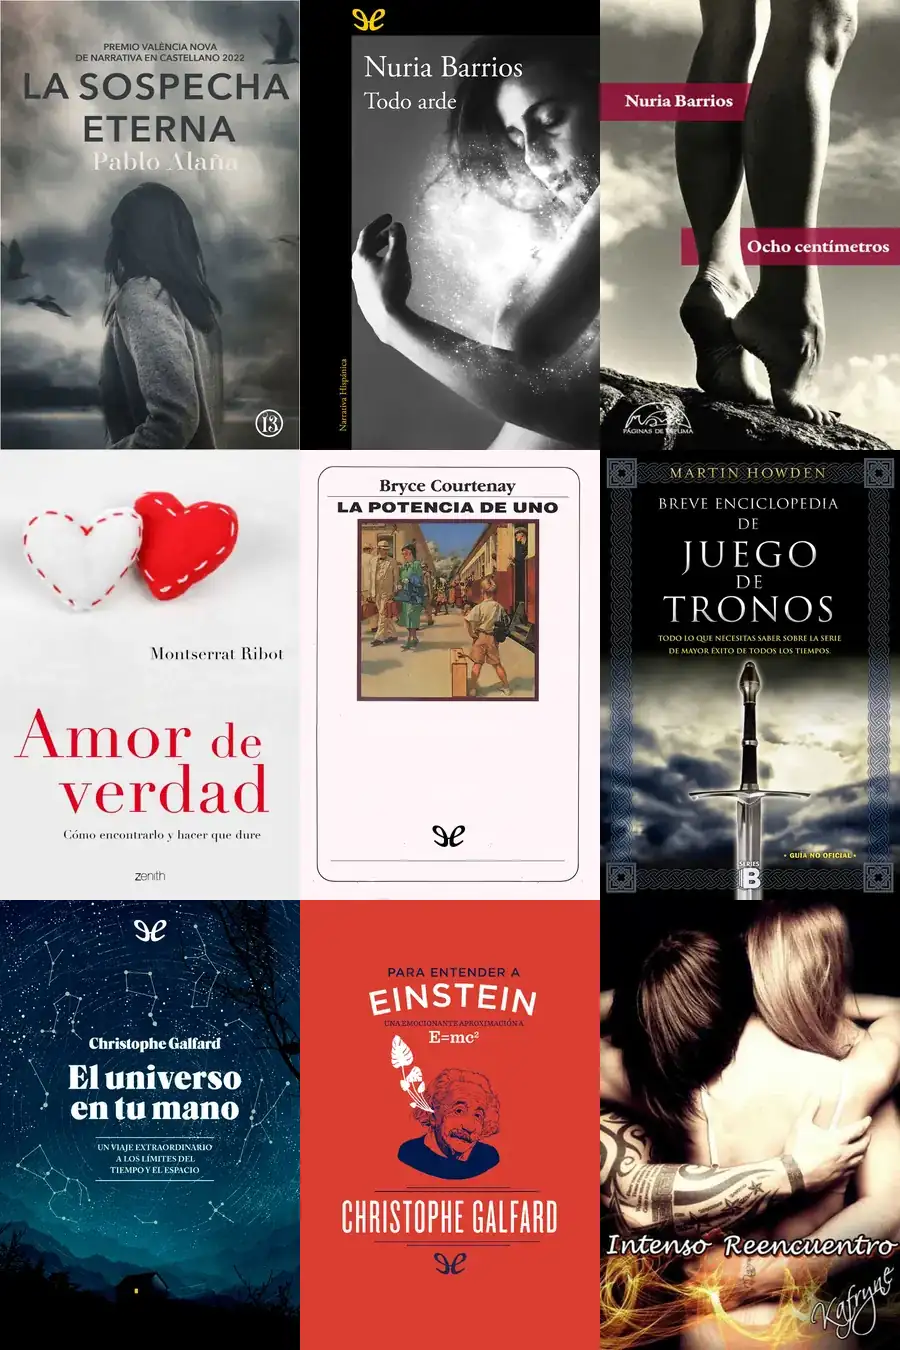 PREMIO VALÈNCIA NOVA
DE NARRATIVA EN CASTELLANO 2022
LA SOSPECHA
ETERNA
Pablo Alaña
13
Nuria Barrios
Todo arde
Narrativa Hispánica
Nuria Barrios
Ocho centímetros
PÁGINAS DE ESPUMA
Montserrat Ribot
Amor de
verdad
Cómo encontrarlo y hacer que dure
zenith
Bryce Courtenay
LA POTENCIA DE UNO
MARTIN HOWDEN
BREVE ENCICLOPEDIA
DE
JUEGO
DE
TRONOS
TODO LO QUE NECESITAS SABER SOBRE LA SERIE
DE MAYOR ÉXITO DE TODOS LOS TIEMPOS.
• GUÍA NO OFICIAL •
SERIES
B
Christophe Galfard
El universo
en tu mano
UN VIAJE EXTRAORDINARIO
A LOS LÍMITES DEL
TIEMPO Y EL ESPACIO
PARA ENTENDER A
EINSTEIN
UNA EMOCIONANTE APROXIMACIÓN A
E=mc²
CHRISTOPHE GALFARD
Intenso Reencuentro
Kafryne